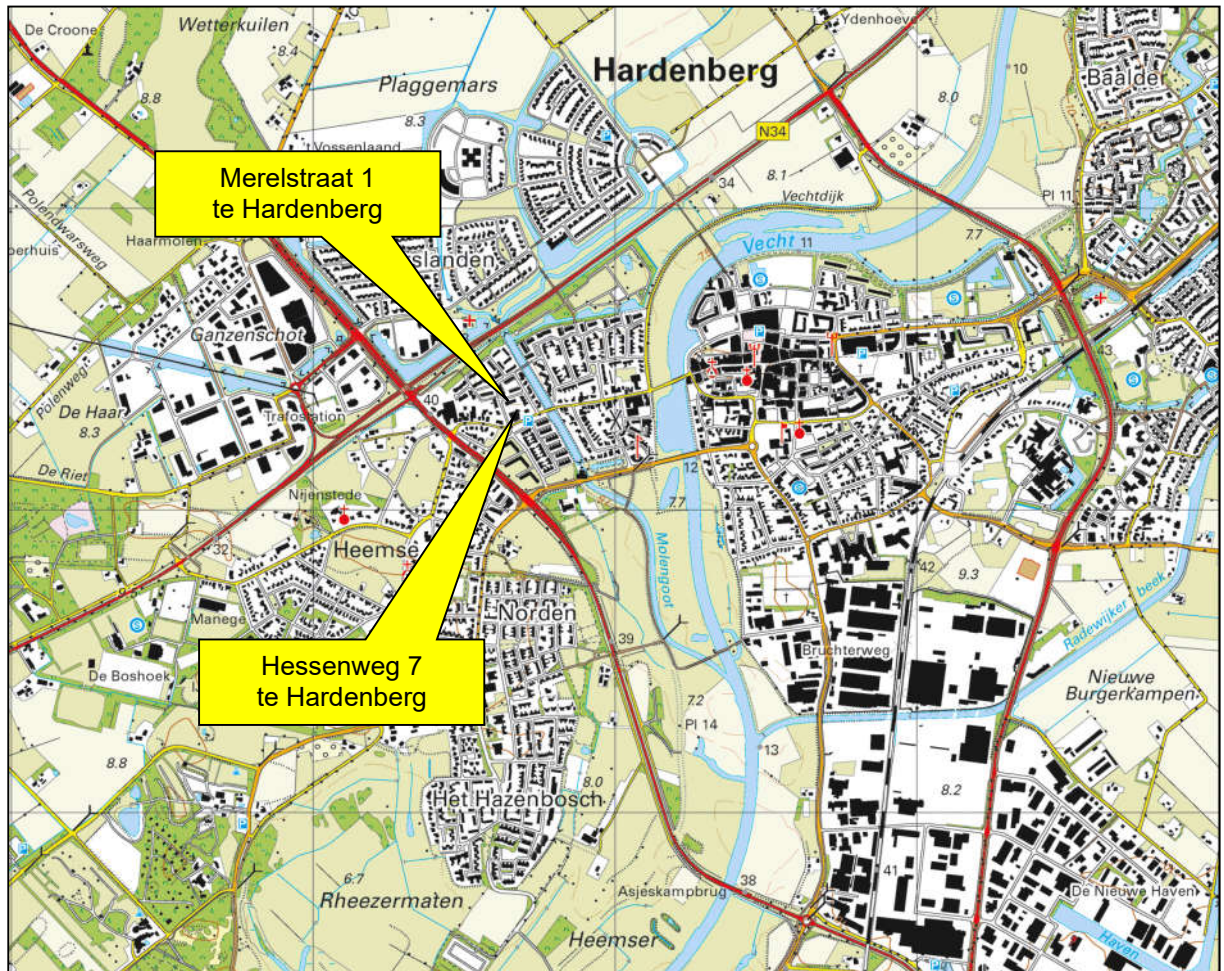 De Croone
Wetterkuilen
Ydenhoeve
8.4
Hardenberg
10
Baalder
Plaggemars
8.8
8.3
8.0
N34
't Vossenlaand
Merelstraat 1
te Hardenberg
34
8.1
Vechtdijk
Pl 11
Polendwarsweg
Haarmolen
perhuis
slanden
Vecht
11
7.7
Ganzenschot
P
Polenweg
De Haar
8.3
Trafostation
40
43
De Riet
12
7.7
Nijenstede
Molengoot
32
Heemse
42
9.3
9.5
Radewijker beek
Manege
Norden
39
Bruchterweg
De Boshoek
Hessenweg 7
te Hardenberg
Nieuwe
Burgerkampen
7.2
Pl 14
13
8.8
8.0
8.2
Het Hazenbosch
6.7
Rheezermaten
Asjeskampbrug
38
41
De Nieuwe Haven
Heemser
Haven